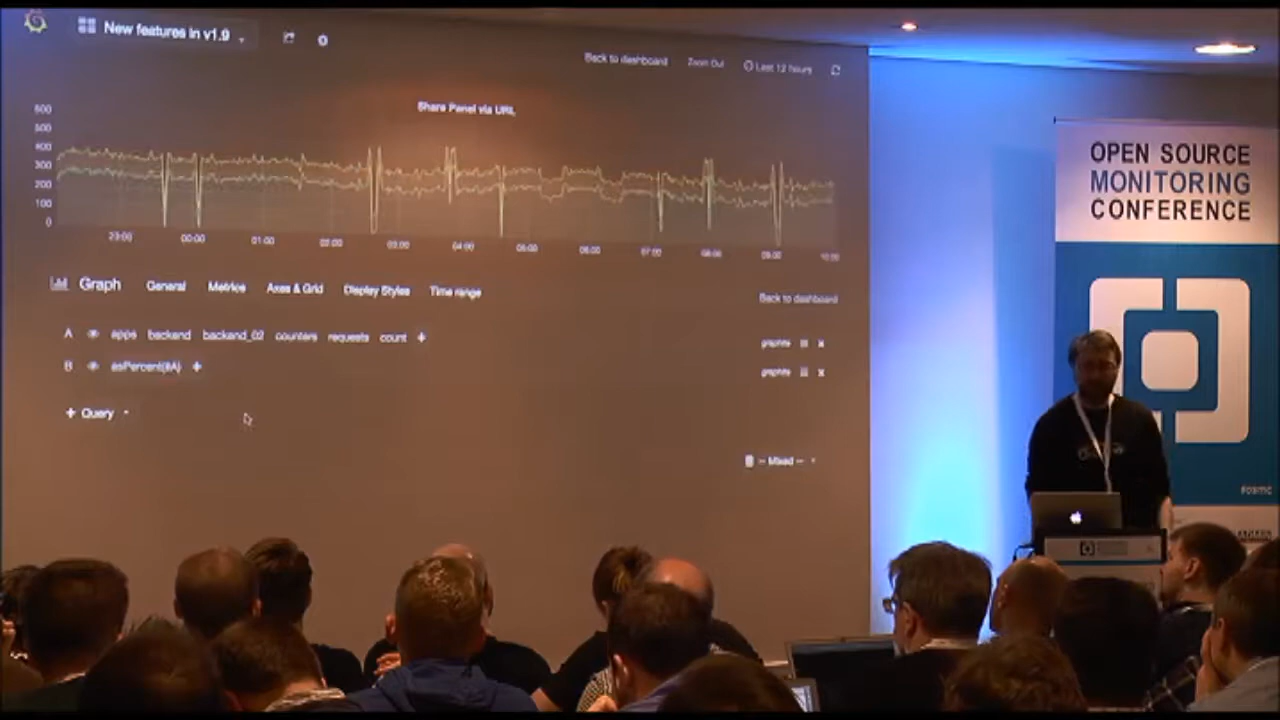 New features in v1.9
Back to dashboard Zoom Out Last 12 hours
Share Panel via URL
600
500
400
300
200
100
0
23:00 00:00 01:00 02:00 03:00 04:00 05:00 06:00 07:00 08:00 09:00 10:00
Graph General Metrics Axes & Grid Display Styles Time range
Back to dashboard
A apps backend backend_02 counters requests count +
graphite
B asPercent(#A) +
graphite
+ Query
-- Mixed --
OPEN SOURCE
MONITORING
CONFERENCE
#OSMC